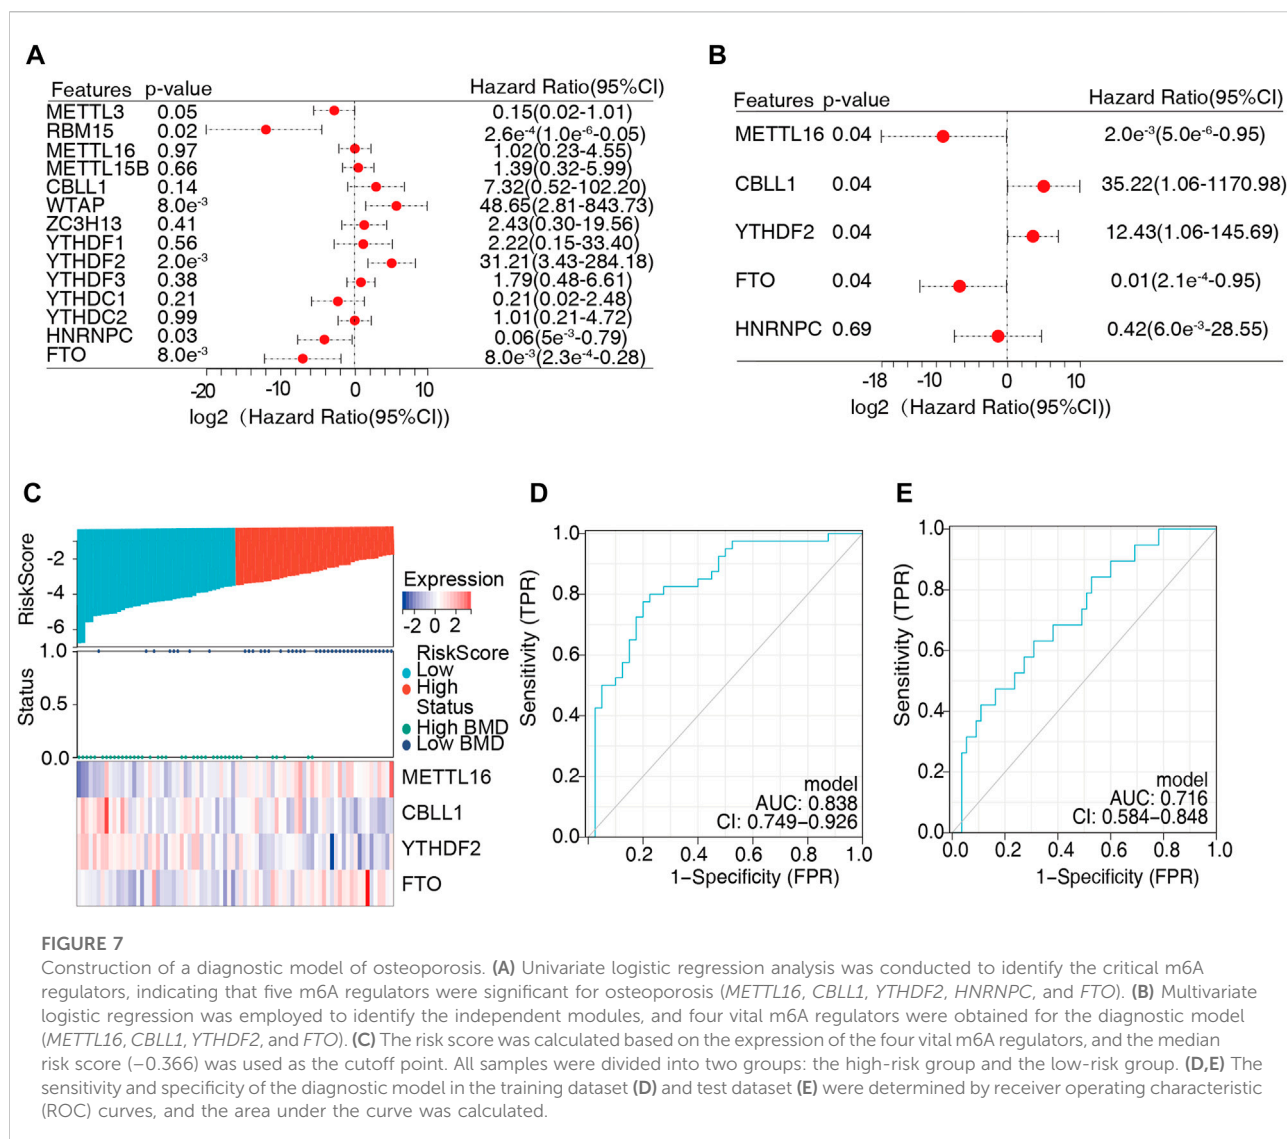 A
Features p-value Hazard Ratio(95%CI)
METTL3 0.05 0.15(0.02-1.01)
RBM15 0.02 2.6e⁻⁴(1.0e⁻⁶-0.05)
METTL16 0.97 1.02(0.23-4.55)
METTL15B 0.66 1.39(0.32-5.99)
CBLL1 0.14 7.32(0.52-102.20)
WTAP 8.0e⁻³ 48.65(2.81-843.73)
ZC3H13 0.41 2.43(0.30-19.56)
YTHDF1 0.56 2.22(0.15-33.40)
YTHDF2 2.0e⁻³ 31.21(3.43-284.18)
YTHDF3 0.38 1.79(0.48-6.61)
YTHDC1 0.21 0.21(0.02-2.48)
YTHDC2 0.99 1.01(0.21-4.72)
HNRNPC 0.03 0.06(5e⁻³-0.79)
FTO 8.0e⁻³ 8.0e⁻³(2.3e⁻⁴-0.28)
-20 -10 0 10
log2 (Hazard Ratio(95%CI))
B
Features p-value Hazard Ratio(95%CI)
METTL16 0.04 2.0e⁻³(5.0e⁻⁶-0.95)
CBLL1 0.04 35.22(1.06-1170.98)
YTHDF2 0.04 12.43(1.06-145.69)
FTO 0.04 0.01(2.1e⁻⁴-0.95)
HNRNPC 0.69 0.42(6.0e⁻³-28.55)
-18 -10 0 10
log2 (Hazard Ratio(95%CI))
C
RiskScore
-2
-4
-6
Status
1.0
0.5
0.0
Expression
-2 0 2
RiskScore
Low
High
Status
High BMD
Low BMD
METTL16
CBLL1
YTHDF2
FTO
D
Sensitivity (TPR)
1.0
0.8
0.6
0.4
0.2
0.0
model
AUC: 0.838
CI: 0.749–0.926
0.2 0.4 0.6 0.8 1.0
1–Specificity (FPR)
E
Sensitivity (TPR)
1.0
0.8
0.6
0.4
0.2
0.0
model
AUC: 0.716
CI: 0.584–0.848
0.0 0.2 0.4 0.6 0.8 1.0
1–Specificity (FPR)
FIGURE 7
Construction of a diagnostic model of osteoporosis. (A) Univariate logistic regression analysis was conducted to identify the critical m6A
regulators, indicating that five m6A regulators were significant for osteoporosis (METTL16, CBLL1, YTHDF2, HNRNPC, and FTO). (B) Multivariate
logistic regression was employed to identify the independent modules, and four vital m6A regulators were obtained for the diagnostic model
(METTL16, CBLL1, YTHDF2, and FTO). (C) The risk score was calculated based on the expression of the four vital m6A regulators, and the median
risk score (−0.366) was used as the cutoff point. All samples were divided into two groups: the high-risk group and the low-risk group. (D,E) The
sensitivity and specificity of the diagnostic model in the training dataset (D) and test dataset (E) were determined by receiver operating characteristic
(ROC) curves, and the area under the curve was calculated.